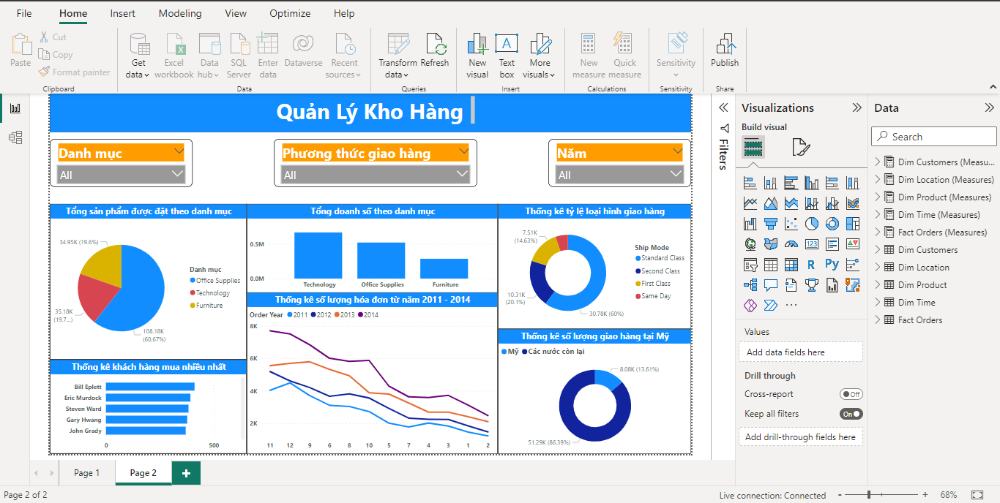 File Home Insert Modeling View Optimize Help
Paste
Cut
Copy
Format painter
Clipboard
Get data
Excel workbook
Data hub
SQL Server
Enter data
Dataverse
Recent sources
Data
Transform data
Refresh
Queries
New visual
Text box
More visuals
Insert
New measure
Quick measure
Calculations
Sensitivity
Sensitivity
Publish
Share
Quản Lý Kho Hàng
Danh mục
All
Phương thức giao hàng
All
Năm
All
Tổng sản phẩm được đặt theo danh mục
34.95K (19.6%)
35.18K
(19.7...)
108.18K
(60.67%)
Danh mục
Office Supplies
Technology
Furniture
Thống kê khách hàng mua nhiều nhất
Bill Eplett
Eric Murdock
Steven Ward
Gary Hwang
John Grady
0 500
Tổng doanh số theo danh mục
0.5M
0.0M
Technology Office Supplies Furniture
Thống kê số lượng hóa đơn từ năm 2011 - 2014
Order Year 2011 2012 2013 2014
8K
6K
4K
2K
11 12 9 6 8 10 5 7 4 3 1 2
Thống kê tỷ lệ loại hình giao hàng
7.51K
(14.63%)
10.31K
(20.1%)
30.78K (60%)
Ship Mode
Standard Class
Second Class
First Class
Same Day
Thống kê số lượng giao hàng tại Mỹ
Mỹ Các nước còn lại
8.08K (13.61%)
51.29K (86.39%)
Filters
Visualizations
Build visual
123
R
Py
...
Values
Add data fields here
Drill through
Cross-report Off
Keep all filters On
Add drill-through fields here
Data
Search
Dim Customers (Measu...
Dim Location (Measures)
Dim Product (Measures)
Dim Time (Measures)
Fact Orders (Measures)
Dim Customers
Dim Location
Dim Product
Dim Time
Fact Orders
Page 1 Page 2 +
Page 2 of 2
Live connection: Connected - + 68%